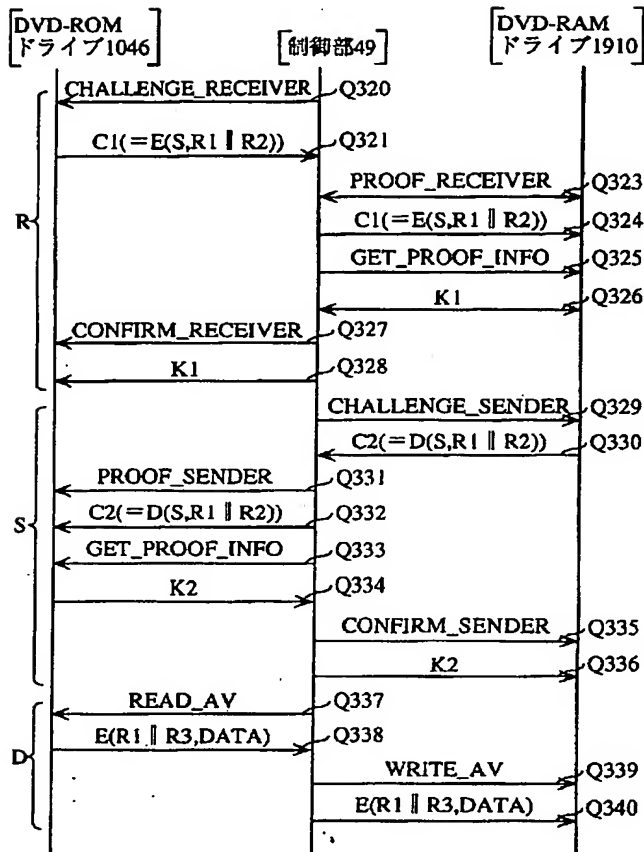 DVD-ROM
ドライブ1046
制御部49
DVD-RAM
ドライブ1910
CHALLENGE_RECEIVER
Q320
C1(=E(S,R1 ‖ R2))
Q321
PROOF_RECEIVER
Q323
R
C1(=E(S,R1 ‖ R2))
Q324
GET_PROOF_INFO
Q325
K1
Q326
CONFIRM_RECEIVER
Q327
K1
Q328
CHALLENGE_SENDER
Q329
C2(=D(S,R1 ‖ R2))
Q330
PROOF_SENDER
Q331
S
C2(=D(S,R1 ‖ R2))
Q332
GET_PROOF_INFO
Q333
K2
Q334
CONFIRM_SENDER
Q335
K2
Q336
READ_AV
Q337
D
E(R1 ‖ R3,DATA)
Q338
WRITE_AV
Q339
E(R1 ‖ R3,DATA)
Q340